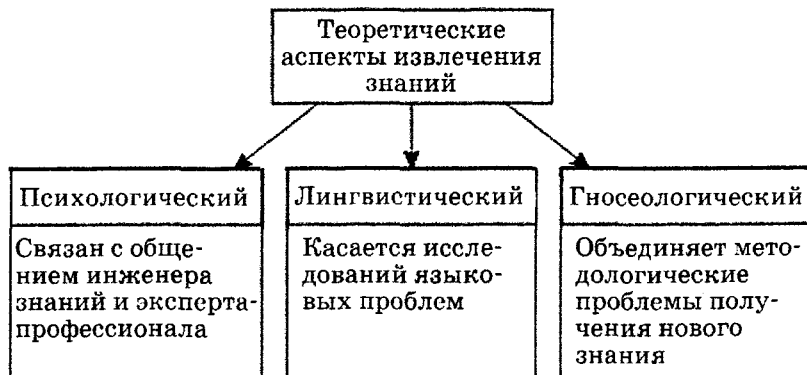 Теоретические
аспекты извлечения
знаний
Психологический
Связан с обще-
нием инженера
знаний и эксперта-
профессионала
Лингвистический
Касается иссле-
дований языко-
вых проблем
Гносеологический
Объединяет мето-
дологические
проблемы полу-
чения нового
знания